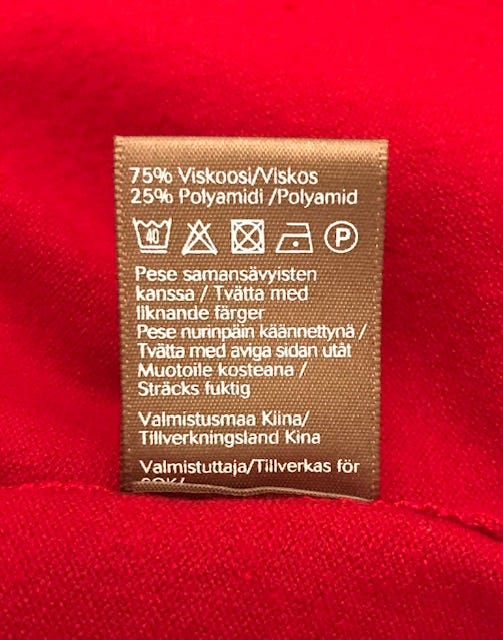 75% Viskoosi/Viskos
25% Polyamidi /Polyamid
40 P
Pese samansävyisten
kanssa / Tvätta med
liknande färger
Pese nurinpäin käännettynä /
Tvätta med aviga sidan utåt
Muotoile kosteana /
Sträcks fuktig
Valmistusmaa Kiina/
Tillverkningsland Kina
Valmistuttaja/Tillverkas för